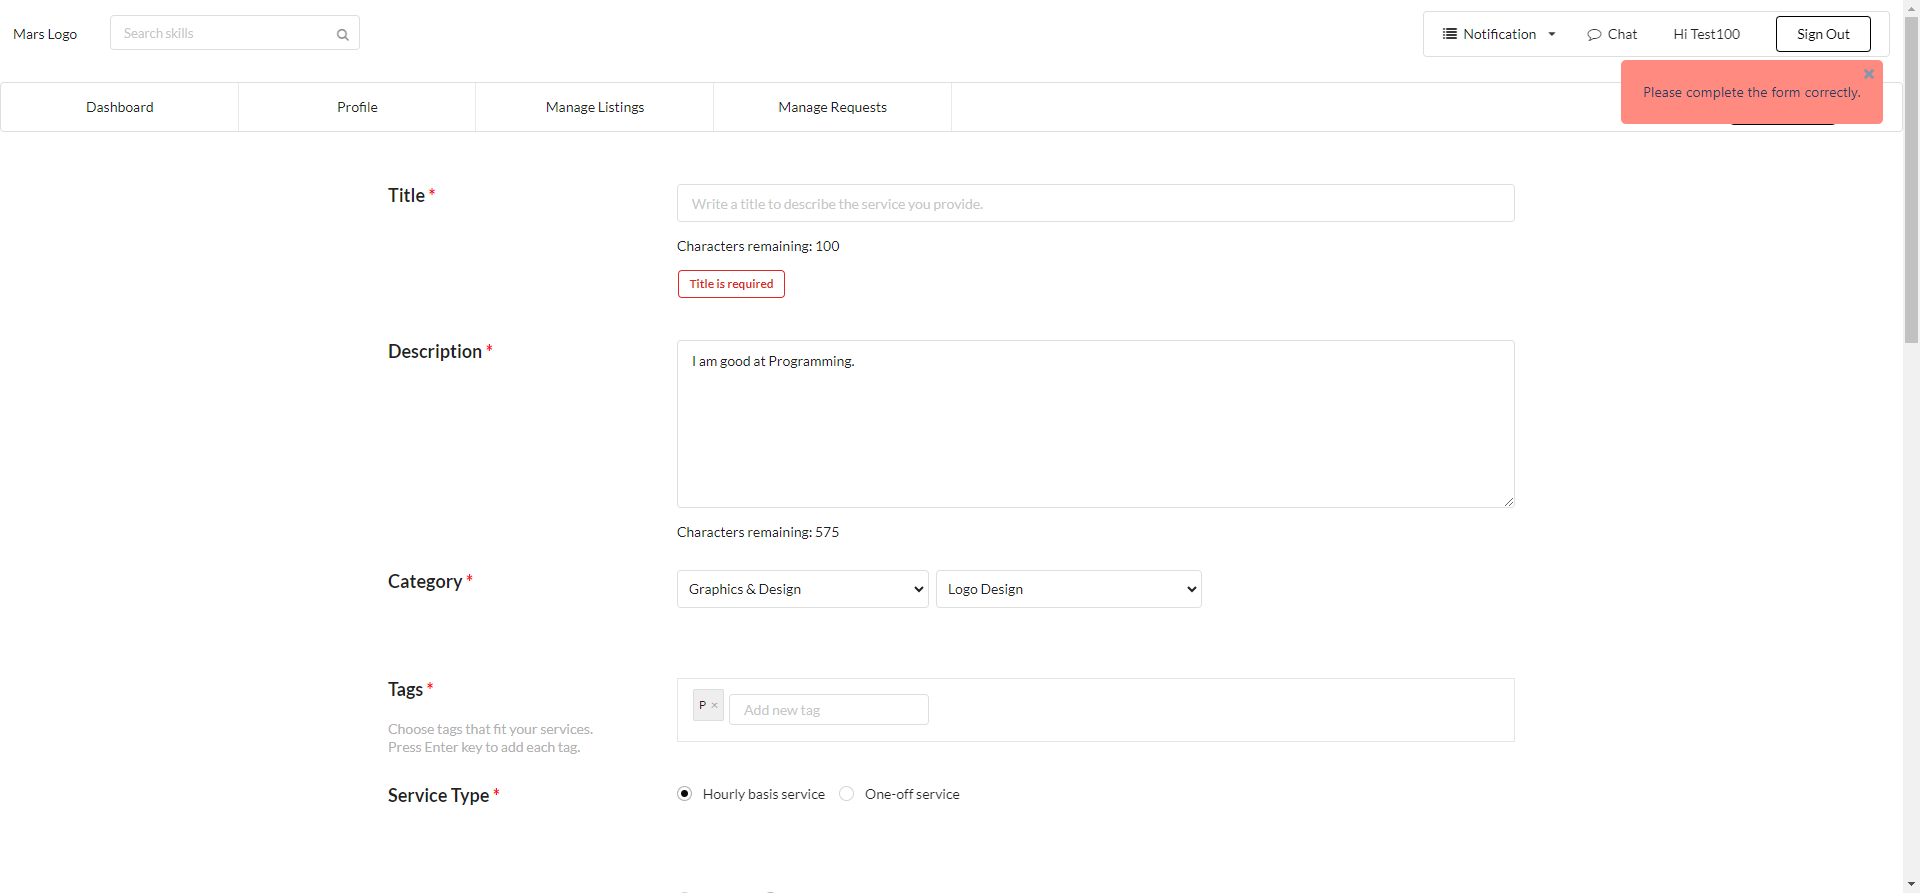 Mars Logo
Search skills
Notification
Chat
Hi Test100
Sign Out
Please complete the form correctly.
Dashboard
Profile
Manage Listings
Manage Requests
Title *
Write a title to describe the service you provide.
Characters remaining: 100
Title is required
Description *
I am good at Programming.
Characters remaining: 575
Category *
Graphics & Design
Logo Design
Tags *
P ×
Add new tag
Choose tags that fit your services.
Press Enter key to add each tag.
Service Type *
Hourly basis service
One-off service